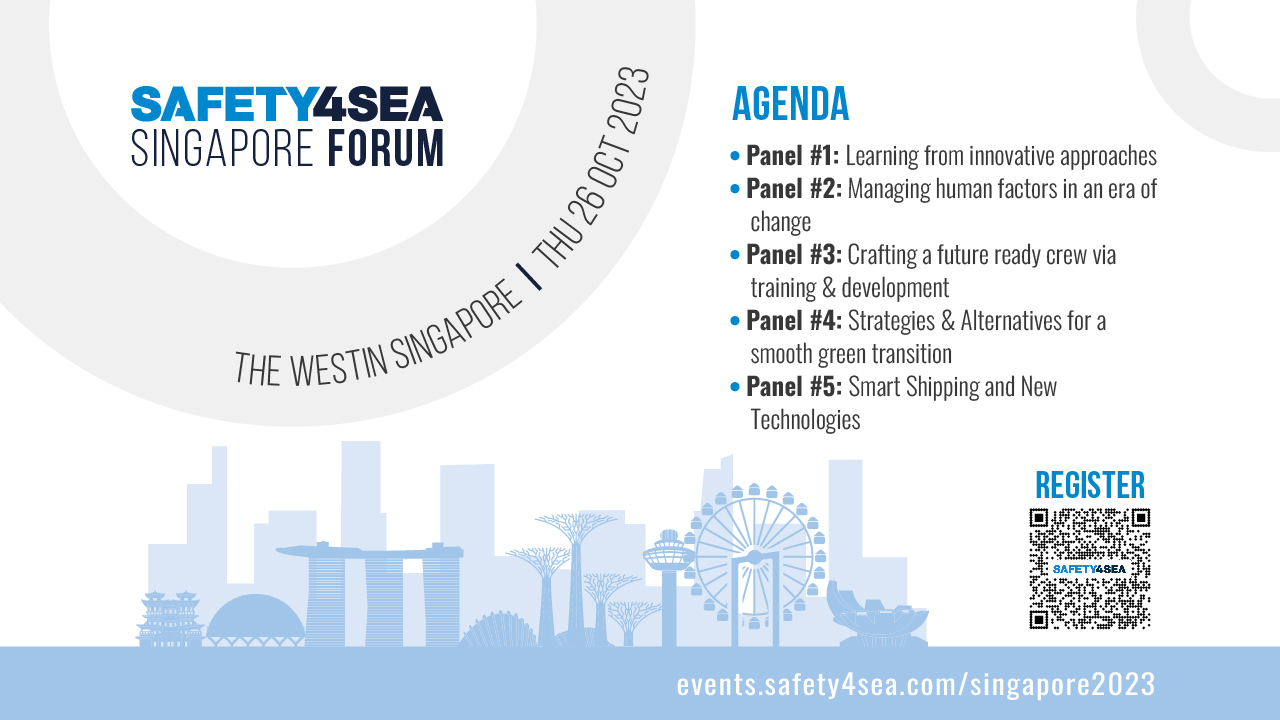 SAFETY4SEA
SINGAPORE FORUM
THE WESTIN SINGAPORE | THU 26 OCT 2023
AGENDA
• Panel #1: Learning from innovative approaches
• Panel #2: Managing human factors in an era of
change
• Panel #3: Crafting a future ready crew via
training & development
• Panel #4: Strategies & Alternatives for a
smooth green transition
• Panel #5: Smart Shipping and New
Technologies
REGISTER
SAFETY4SEA
events.safety4sea.com/singapore2023